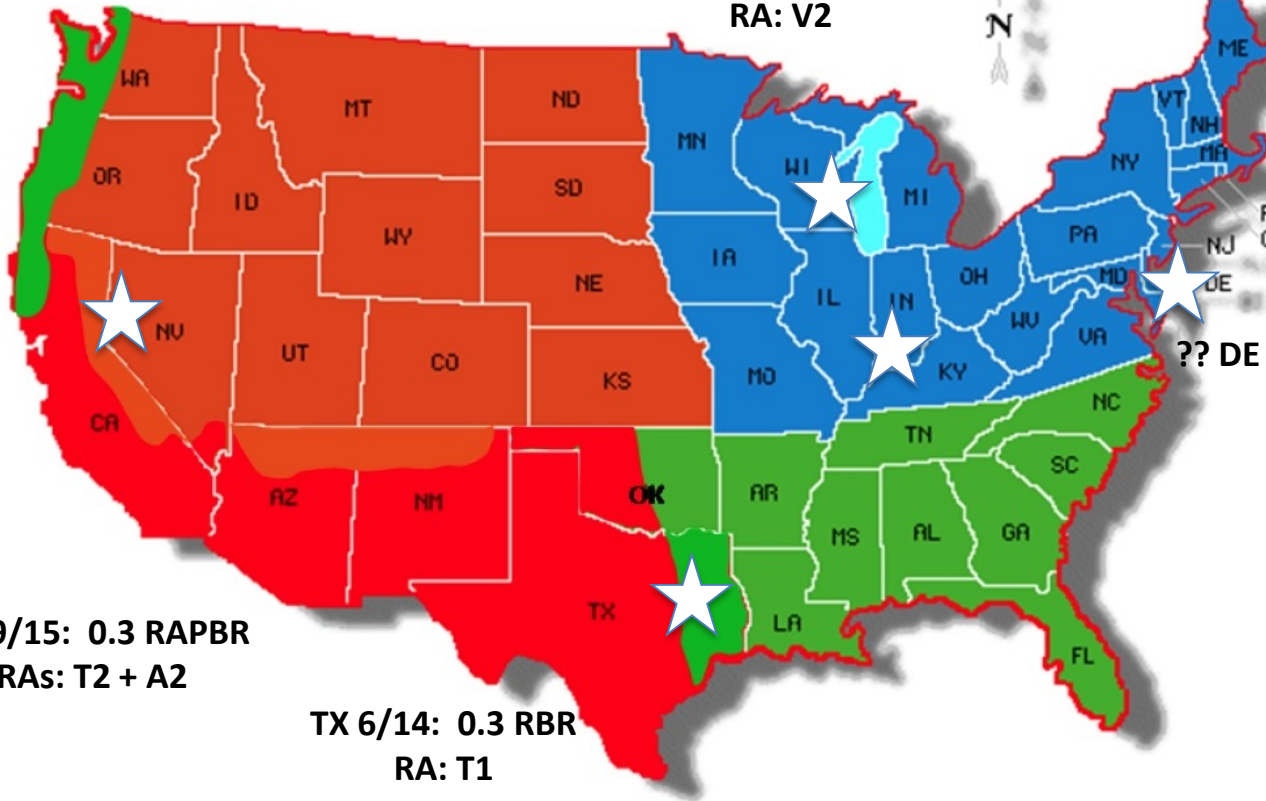 RA: V2
N
ME
WA
MT
ND
MN
VT
NH
MA
NY
OR
ID
SD
WI
MI
WY
PA
NJ
IA
NE
OH
MD
DE
IL
IN
NV
UT
CO
WV
VA
?? DE
KS
MO
KY
CA
NC
TN
OK
AR
SC
AZ
NM
MS
AL
GA
TX
LA
9/15: 0.3 RAPBR
RAs: T2 + A2
FL
TX 6/14: 0.3 RBR
RA: T1